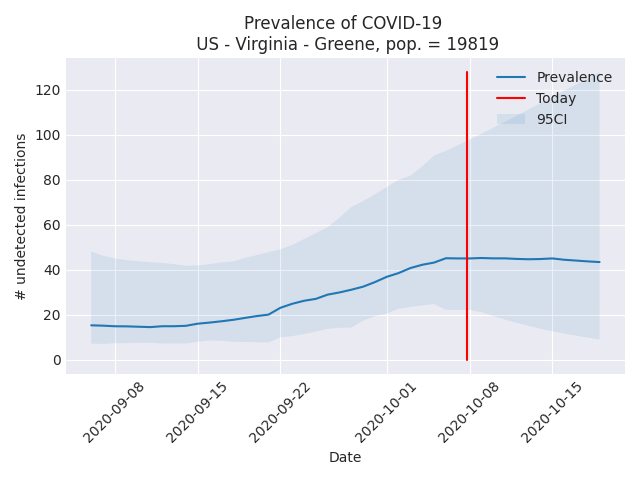 Prevalence of COVID-19
US - Virginia - Greene, pop. = 19819
Prevalence
Today
95CI
120
100
80
60
40
20
0
# undetected infections
2020-09-08
2020-09-15
2020-09-22
2020-10-01
2020-10-08
2020-10-15
Date